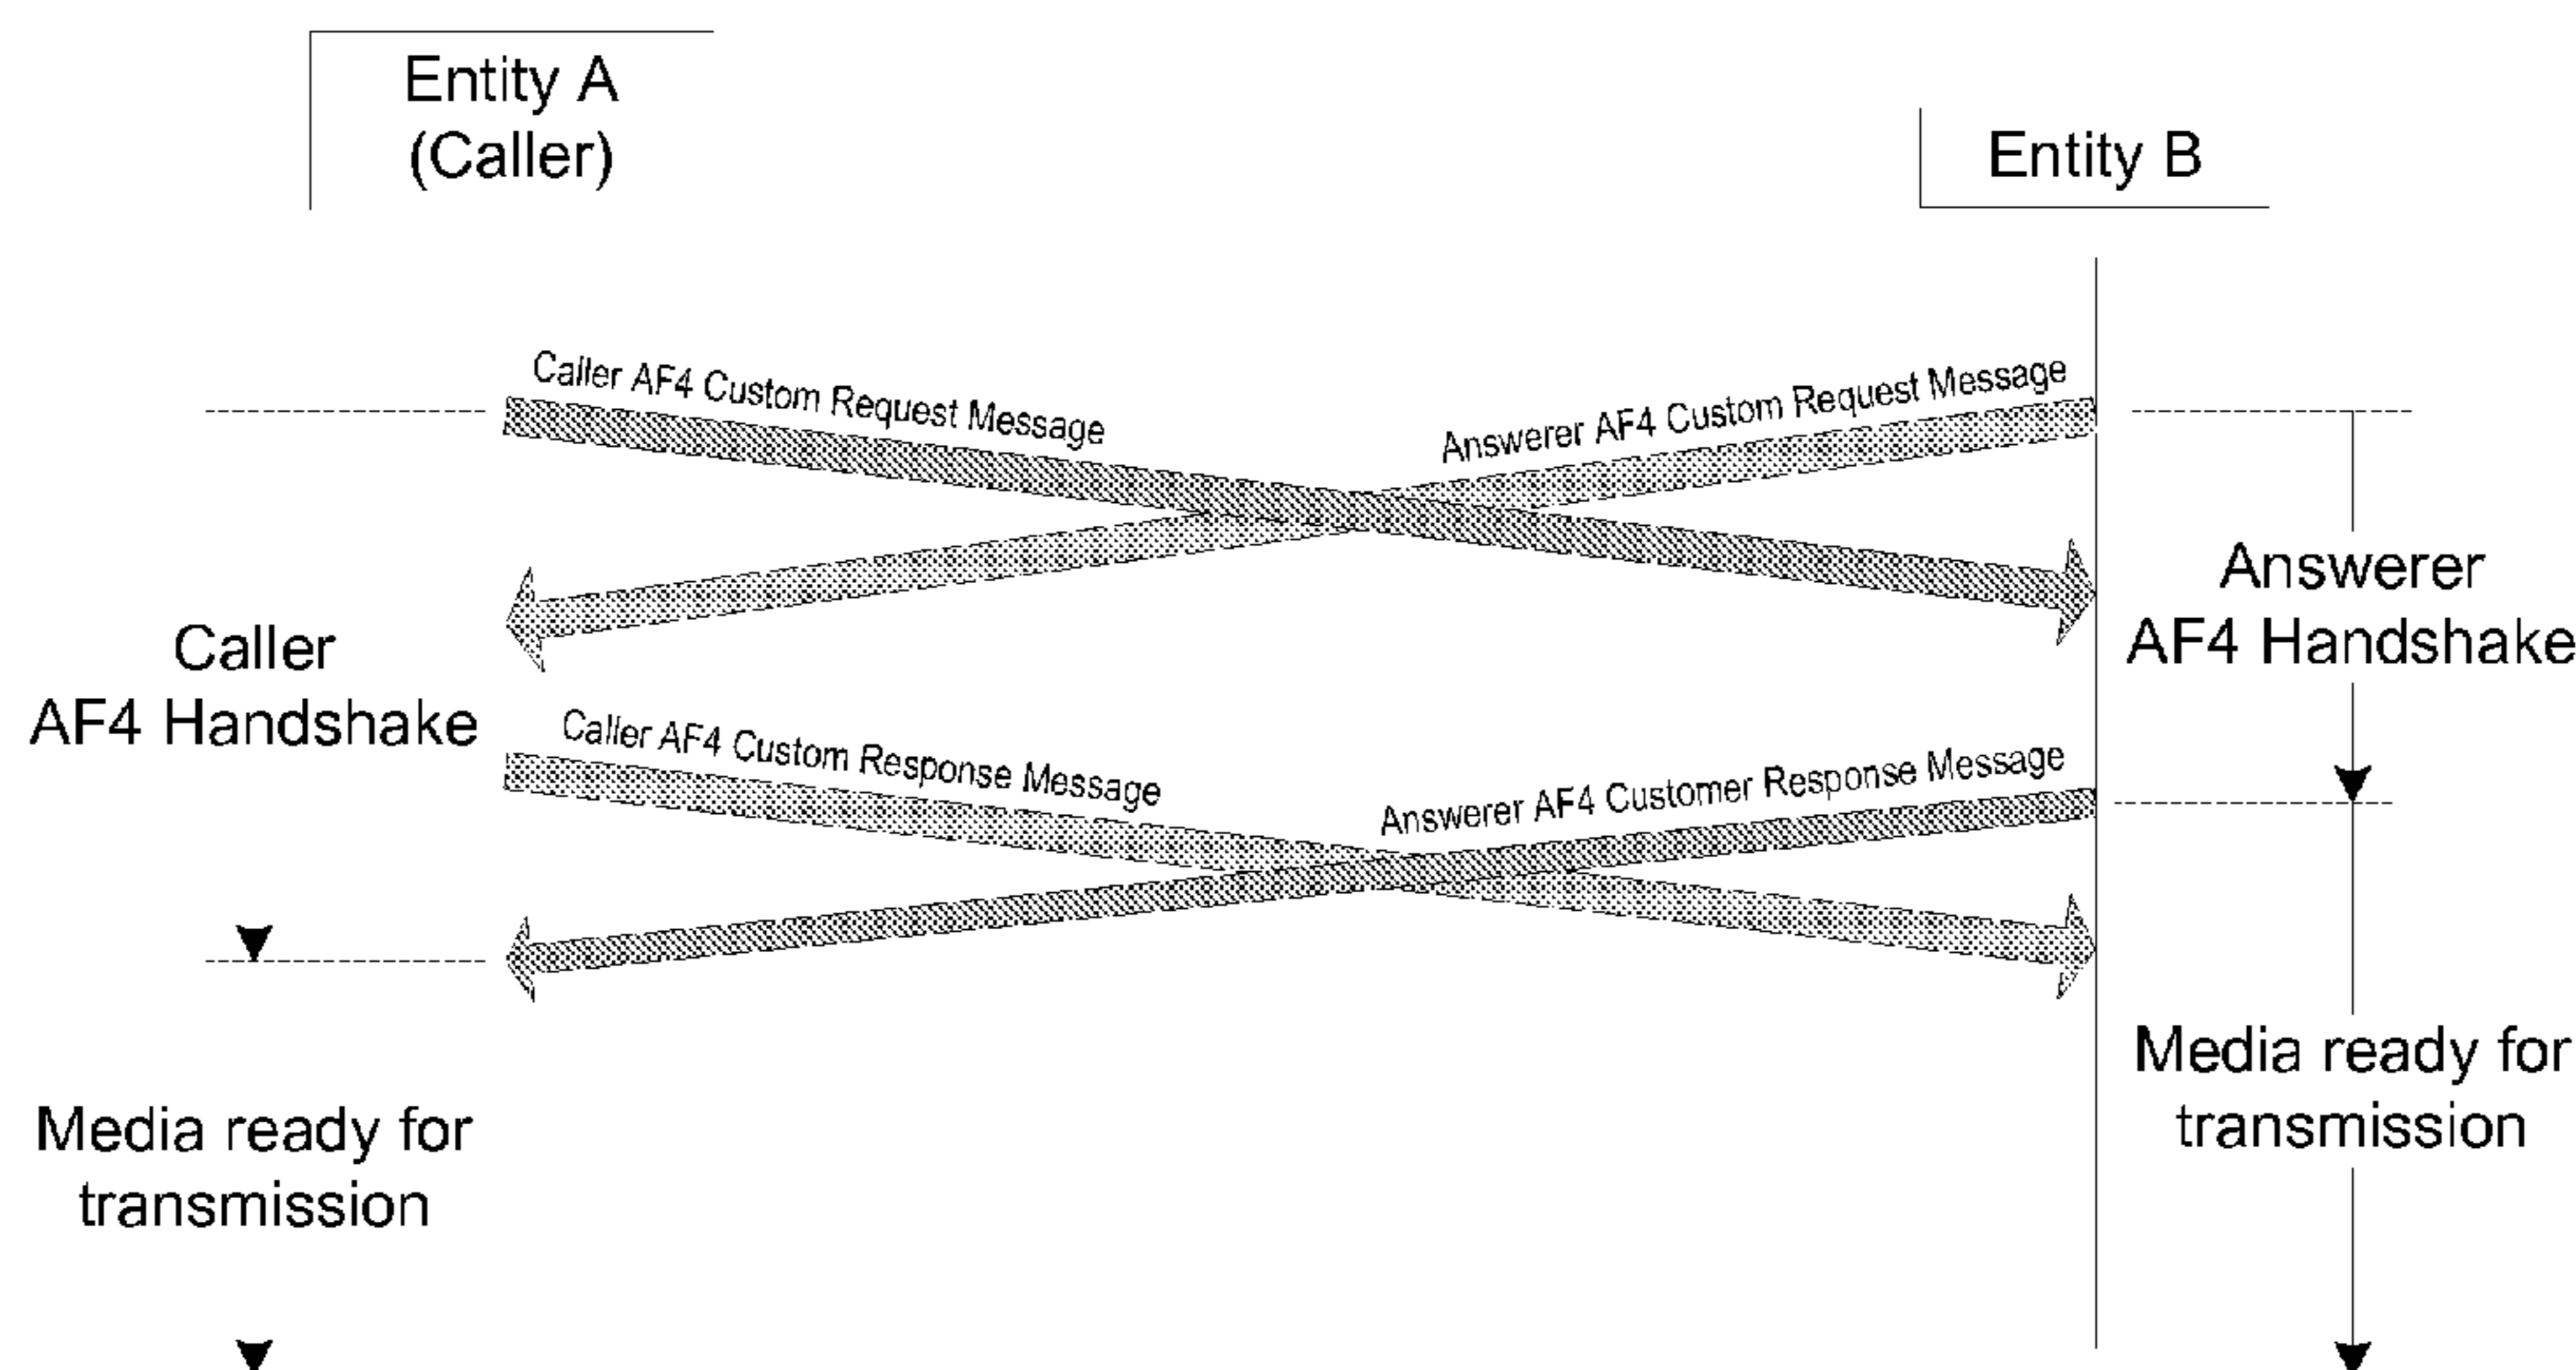 Entity A
(Caller)
Entity B
Caller AF4 Custom Request Message
Answerer AF4 Custom Request Message
Answerer
AF4 Handshake
Caller
AF4 Handshake
Caller AF4 Custom Response Message
Answerer AF4 Customer Response Message
Media ready for
transmission
Media ready for
transmission